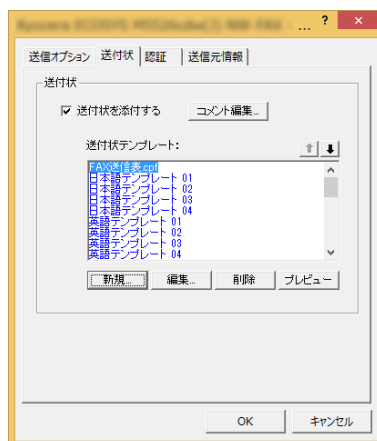 ... ? ×
送信オプション 送付状 認証 送信元情報
送付状
送付状を添付する コメント編集...
送付状テンプレート:
FAX送信表.cpf
日本語テンプレート 01
日本語テンプレート 02
日本語テンプレート 03
日本語テンプレート 04
英語テンプレート 01
英語テンプレート 02
英語テンプレート 03
英語テンプレート 04
新規... 編集... 削除 プレビュー
OK キャンセル